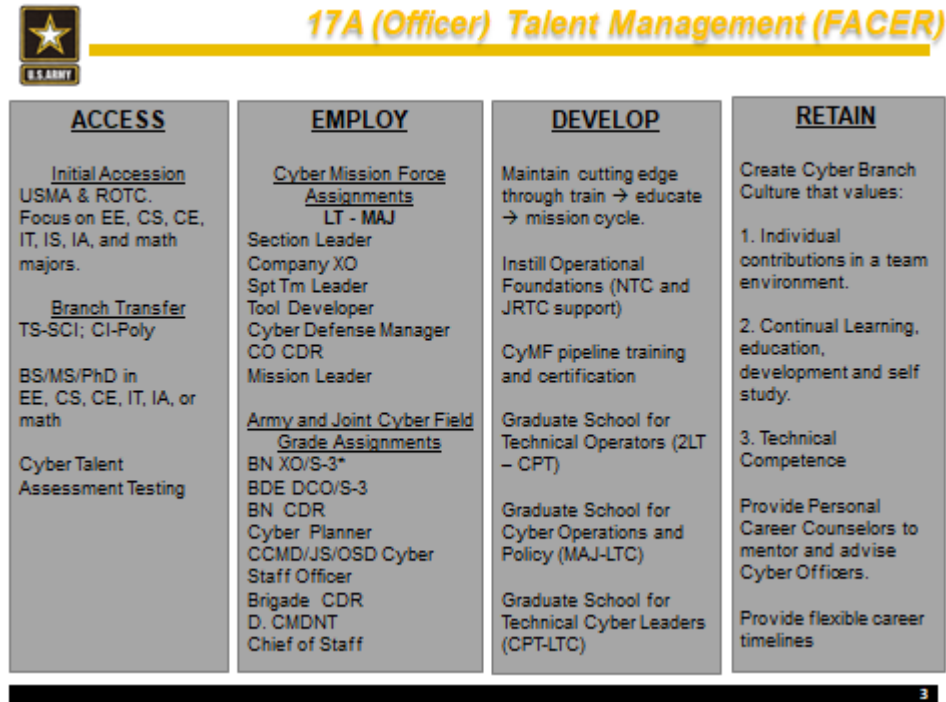 17A (Officer) Talent Management (FACER)
U.S.ARMY
ACCESS
Initial Accession
USMA & ROTC.
Focus on EE, CS, CE,
IT, IS, IA, and math
majors.
Branch Transfer
TS-SCI; CI-Poly
BS/MS/PhD in
EE, CS, CE, IT, IA, or
math
Cyber Talent
Assessment Testing
EMPLOY
Cyber Mission Force
Assignments
LT - MAJ
Section Leader
Company XO
Spt Tm Leader
Tool Developer
Cyber Defense Manager
CO CDR
Mission Leader
Army and Joint Cyber Field
Grade Assignments
BN XO/S-3*
BDE DCO/S-3
BN CDR
Cyber Planner
CCMD/JS/OSD Cyber
Staff Officer
Brigade CDR
D. CMDNT
Chief of Staff
DEVELOP
Maintain cutting edge
through train → educate
→ mission cycle.
Instill Operational
Foundations (NTC and
JRTC support)
CyMF pipeline training
and certification
Graduate School for
Technical Operators (2LT
– CPT)
Graduate School for
Cyber Operations and
Policy (MAJ-LTC)
Graduate School for
Technical Cyber Leaders
(CPT-LTC)
RETAIN
Create Cyber Branch
Culture that values:
1. Individual
contributions in a team
environment.
2. Continual Learning,
education,
development and self
study.
3. Technical
Competence
Provide Personal
Career Counselors to
mentor and advise
Cyber Officers.
Provide flexible career
timelines
3